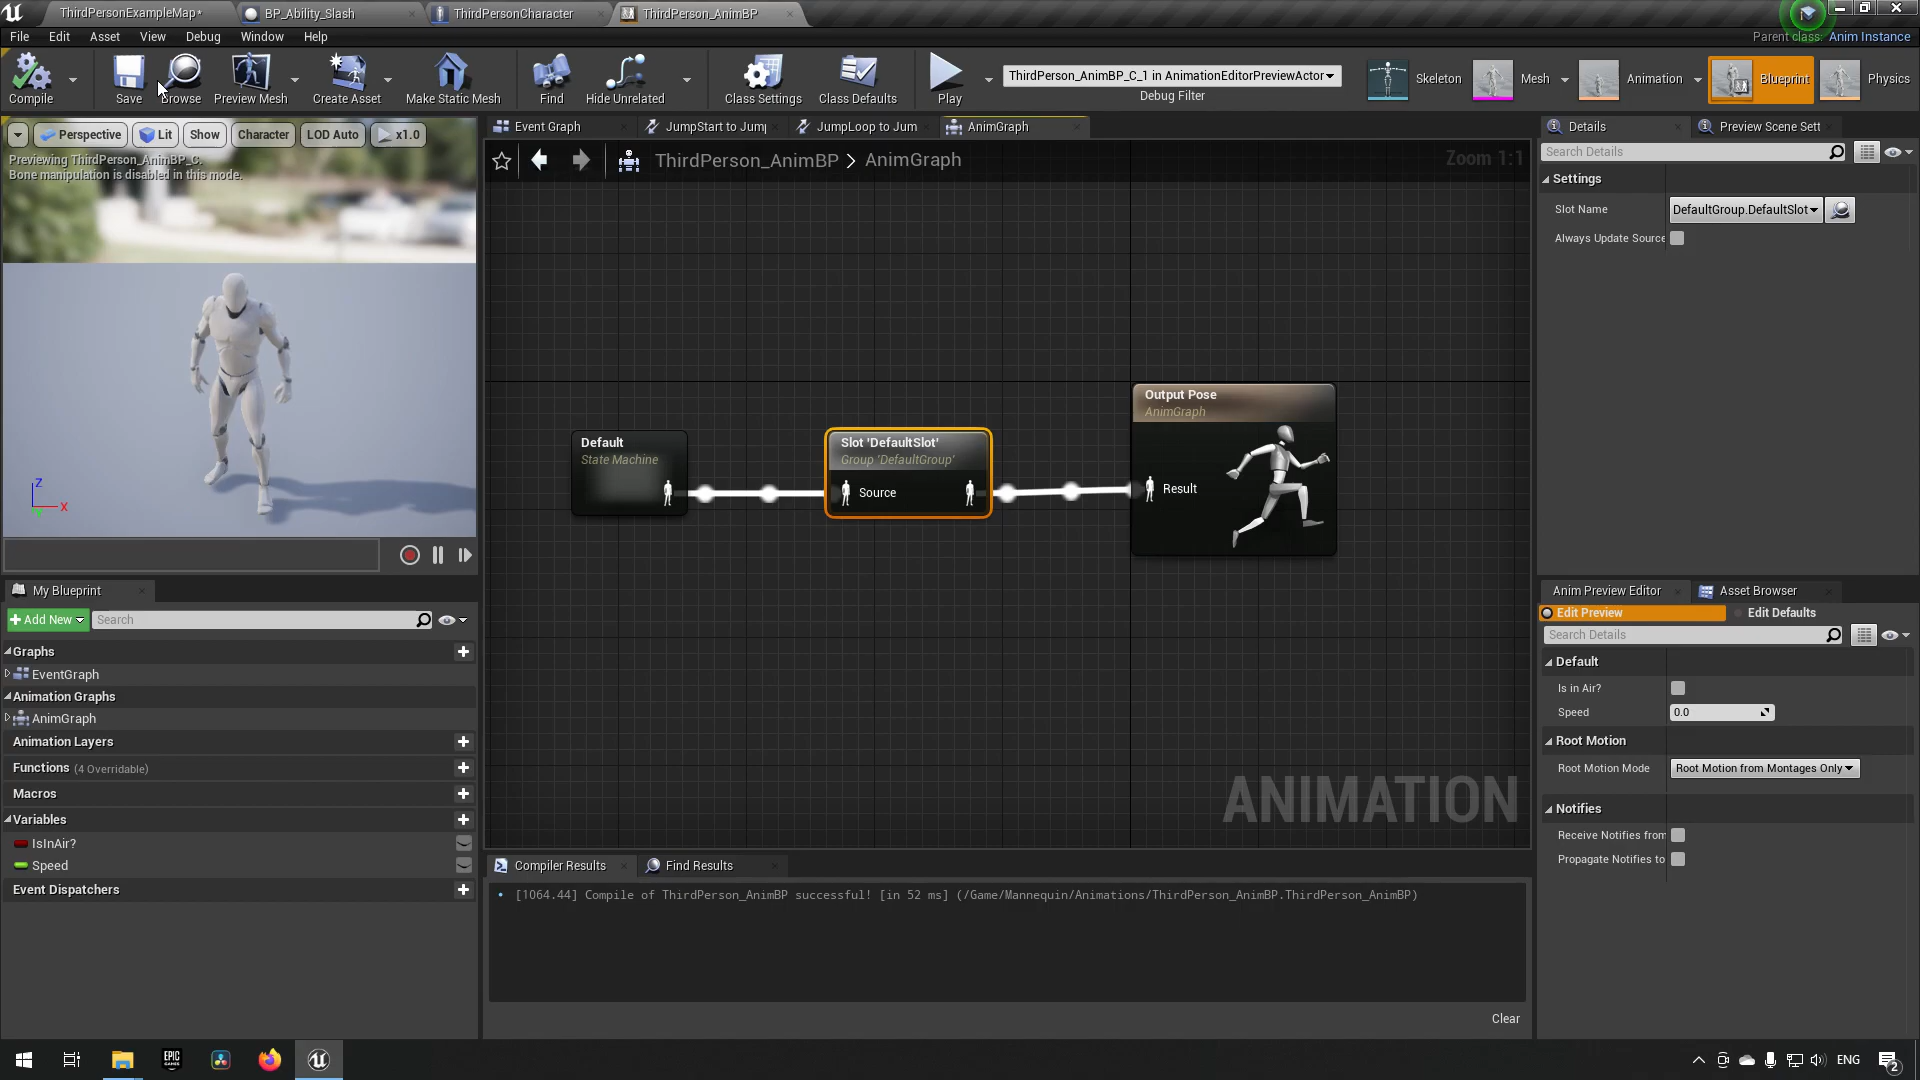 ThirdPersonExampleMap*
BP_Ability_Slash
ThirdPersonCharacter
ThirdPerson_AnimBP
File Edit Asset View Debug Window Help
Parent class: Anim Instance
Compile
Save
Browse
Preview Mesh
Create Asset
Make Static Mesh
Find
Hide Unrelated
Class Settings
Class Defaults
Play
ThirdPerson_AnimBP_C_1 in AnimationEditorPreviewActor
Debug Filter
Skeleton
Mesh
Animation
Blueprint
Physics
Perspective
Lit
Show
Character
LOD Auto
x1.0
Previewing ThirdPerson_AnimBP_C.
Bone manipulation is disabled in this mode.
Z
X
Y
Event Graph
JumpStart to Jump
JumpLoop to Jum
AnimGraph
ThirdPerson_AnimBP > AnimGraph
Zoom 1:1
Default
State Machine
Slot 'DefaultSlot'
Group 'DefaultGroup'
Source
Output Pose
AnimGraph
Result
ANIMATION
My Blueprint
Add New
Search
Graphs
EventGraph
Animation Graphs
AnimGraph
Animation Layers
Functions (4 Overridable)
Macros
Variables
IsInAir?
Speed
Event Dispatchers
Compiler Results
Find Results
[1064.44] Compile of ThirdPerson_AnimBP successful! [in 52 ms] (/Game/Mannequin/Animations/ThirdPerson_AnimBP.ThirdPerson_AnimBP)
Clear
Details
Preview Scene Sett
Search Details
Settings
Slot Name
DefaultGroup.DefaultSlot
Always Update Source
Anim Preview Editor
Asset Browser
Edit Preview
Edit Defaults
Search Details
Default
Is in Air?
Speed
0.0
Root Motion
Root Motion Mode
Root Motion from Montages Only
Notifies
Receive Notifies from
Propagate Notifies to
EPIC GAMES
ENG
2